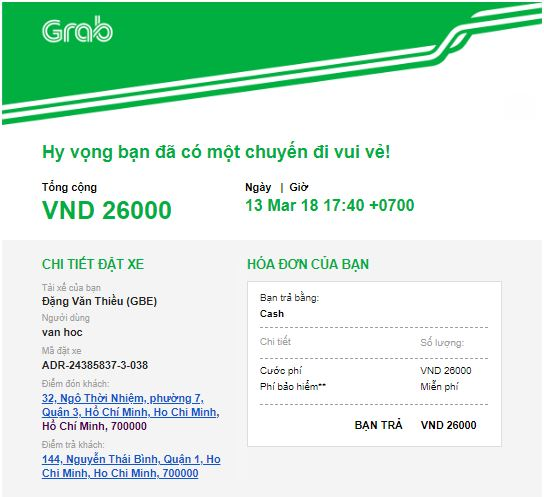 Grab
Hy vọng bạn đã có một chuyến đi vui vẻ!
Tổng cộng
VND 26000
Ngày | Giờ
13 Mar 18 17:40 +0700
CHI TIẾT ĐẶT XE
Tài xế của bạn
Đặng Văn Thiều (GBE)
Người dùng
van hoc
Mã đặt xe
ADR-24385837-3-038
Điểm đón khách:
32, Ngô Thời Nhiệm, phường 7,
Quận 3, Hồ Chí Minh, Ho Chi Minh,
Hồ Chí Minh, 700000
Điểm trả khách:
144, Nguyễn Thái Bình, Quận 1, Ho
Chi Minh, Ho Chi Minh, 700000
HÓA ĐƠN CỦA BẠN
Bạn trả bằng:
Cash
Chi tiết Số lượng:
Cước phí VND 26000
Phí bảo hiểm** Miễn phí
BẠN TRẢ VND 26000